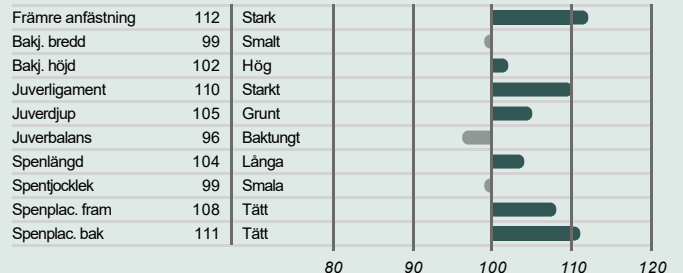 Främre anfästning 112 Stark
Bakj. bredd 99 Smalt
Bakj. höjd 102 Hög
Juverligament 110 Starkt
Juverdjup 105 Grunt
Juverbalans 96 Baktungt
Spenlängd 104 Långa
Spentjocklek 99 Smala
Spenplac. fram 108 Tätt
Spenplac. bak 111 Tätt
80 90 100 110 120